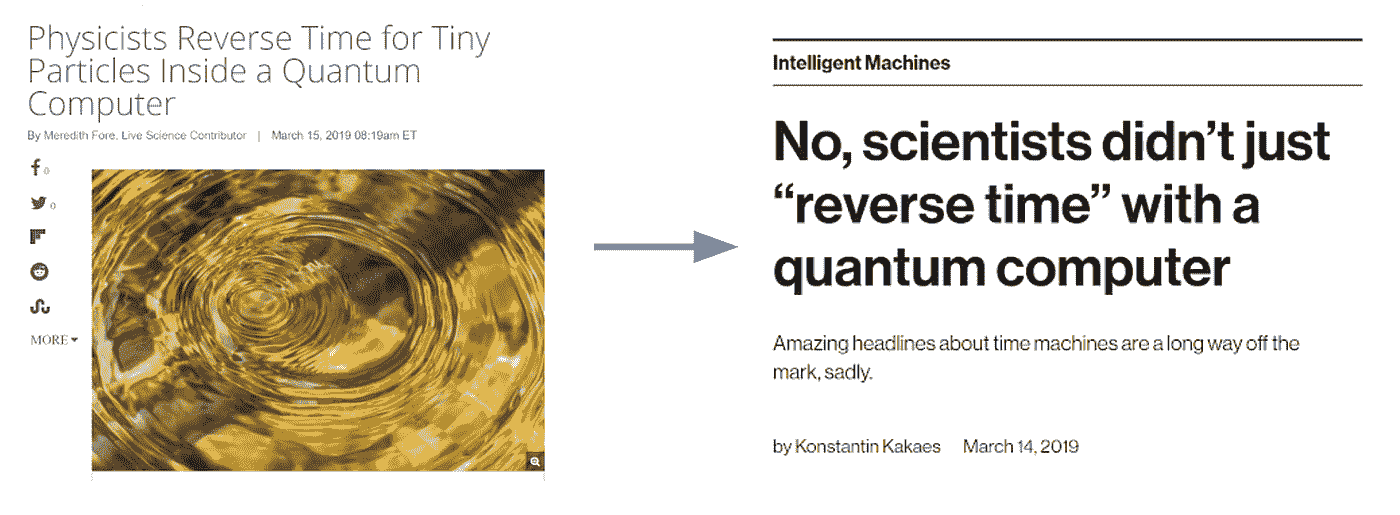 Physicists Reverse Time for Tiny
Particles Inside a Quantum
Computer
By Meredith Fore, Live Science Contributor | March 15, 2019 08:19am ET
0
0
MORE
Intelligent Machines
No, scientists didn’t just
“reverse time” with a
quantum computer
Amazing headlines about time machines are a long way off the
mark, sadly.
by Konstantin Kakaes March 14, 2019